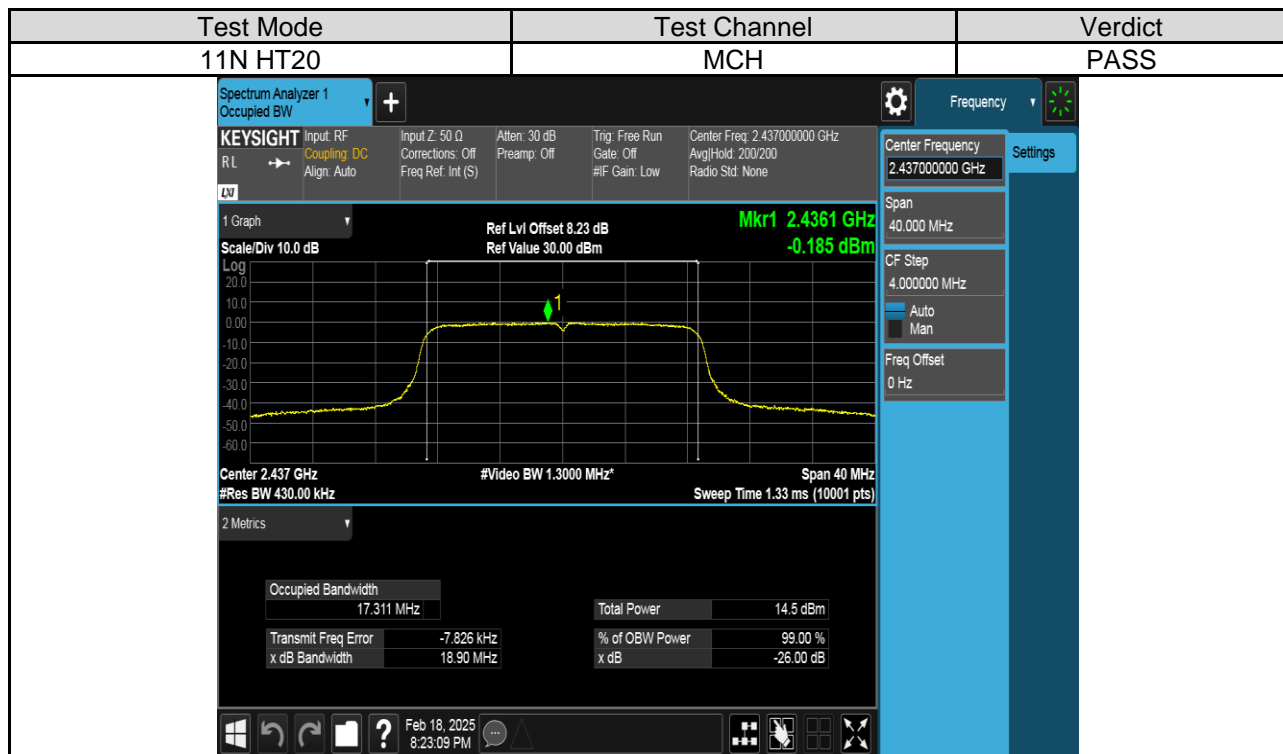 Test Mode Test Channel Verdict
11N HT20 MCH PASS
Spectrum Analyzer 1
Occupied BW
+
Frequency
KEYSIGHT Input: RF Input Z: 50 Ω Atten: 30 dB Trig: Free Run Center Freq: 2.437000000 GHz
RL Coupling: DC Corrections: Off Preamp: Off Gate: Off Avg|Hold: 200/200
Align: Auto Freq Ref: Int (S) #IF Gain: Low Radio Std: None
LXI
Center Frequency
2.437000000 GHz
Settings
Span
40.000 MHz
CF Step
4.000000 MHz
Auto
Man
Freq Offset
0 Hz
1 Graph Ref Lvl Offset 8.23 dB Mkr1 2.4361 GHz
Scale/Div 10.0 dB Ref Value 30.00 dBm -0.185 dBm
Log
20.0
10.0
1
0.00
-10.0
-20.0
-30.0
-40.0
-50.0
-60.0
Center 2.437 GHz #Video BW 1.3000 MHz* Span 40 MHz
#Res BW 430.00 kHz Sweep Time 1.33 ms (10001 pts)
2 Metrics
Occupied Bandwidth
17.311 MHz Total Power 14.5 dBm
Transmit Freq Error -7.826 kHz % of OBW Power 99.00 %
x dB Bandwidth 18.90 MHz x dB -26.00 dB
? Feb 18, 2025
8:23:09 PM